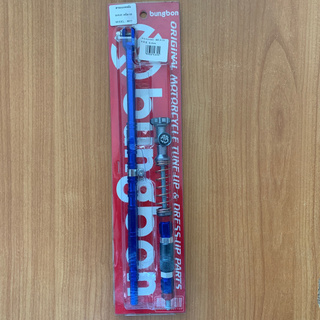 bungbon
ORIGINAL MOTORCYCLE TUNE-UP & DRESS-UP PARTS
bungbon